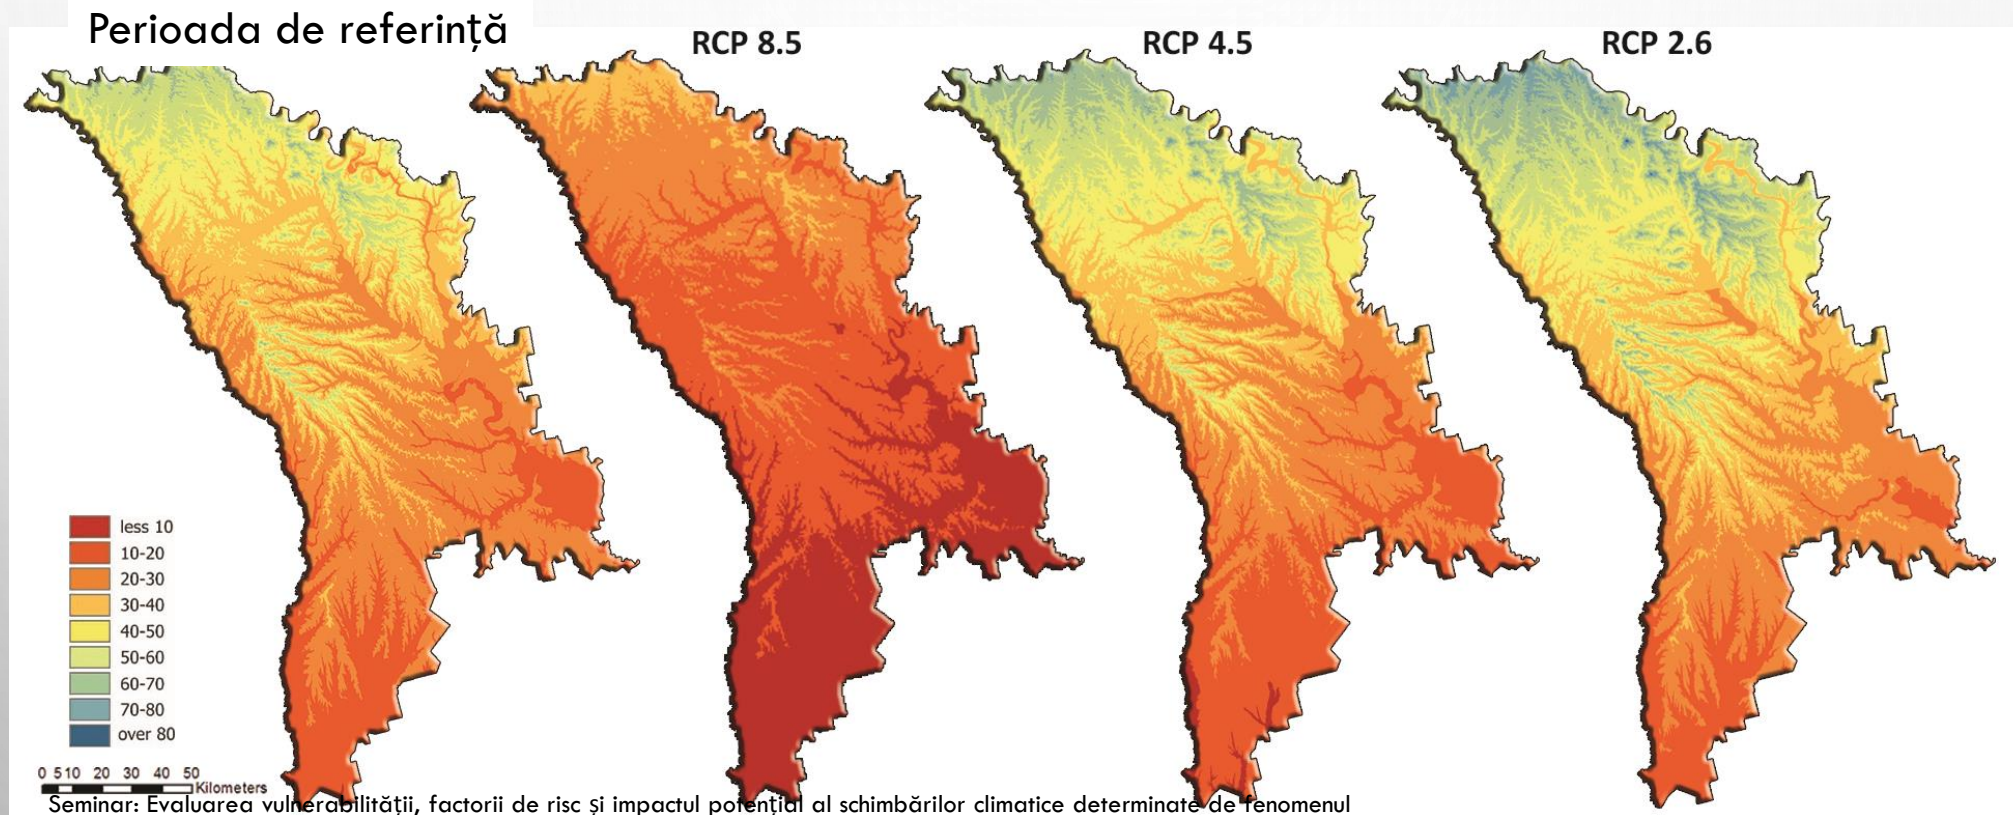 Perioada de referință
RCP 8.5
RCP 4.5
RCP 2.6
less 10
10-20
20-30
30-40
40-50
50-60
60-70
70-80
over 80
0 5 10 20 30 40 50
Kilometers
Seminar: Evaluarea vulnerabilității, factorii de risc și impactul potențial al schimbărilor climatice determinate de fenomenul